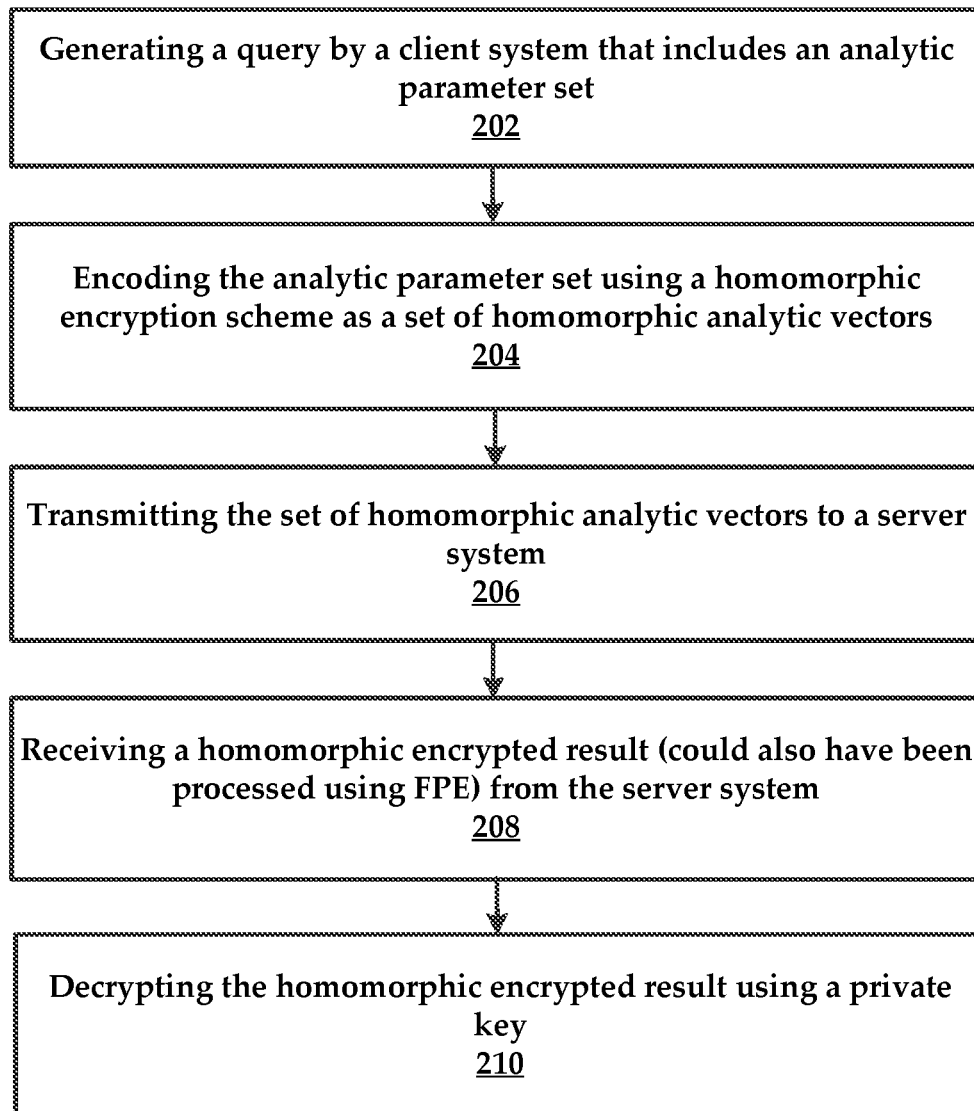 Generating a query by a client system that includes an analytic
parameter set
202
Encoding the analytic parameter set using a homomorphic
encryption scheme as a set of homomorphic analytic vectors
204
Transmitting the set of homomorphic analytic vectors to a server
system
206
Receiving a homomorphic encrypted result (could also have been
processed using FPE) from the server system
208
Decrypting the homomorphic encrypted result using a private
key
210